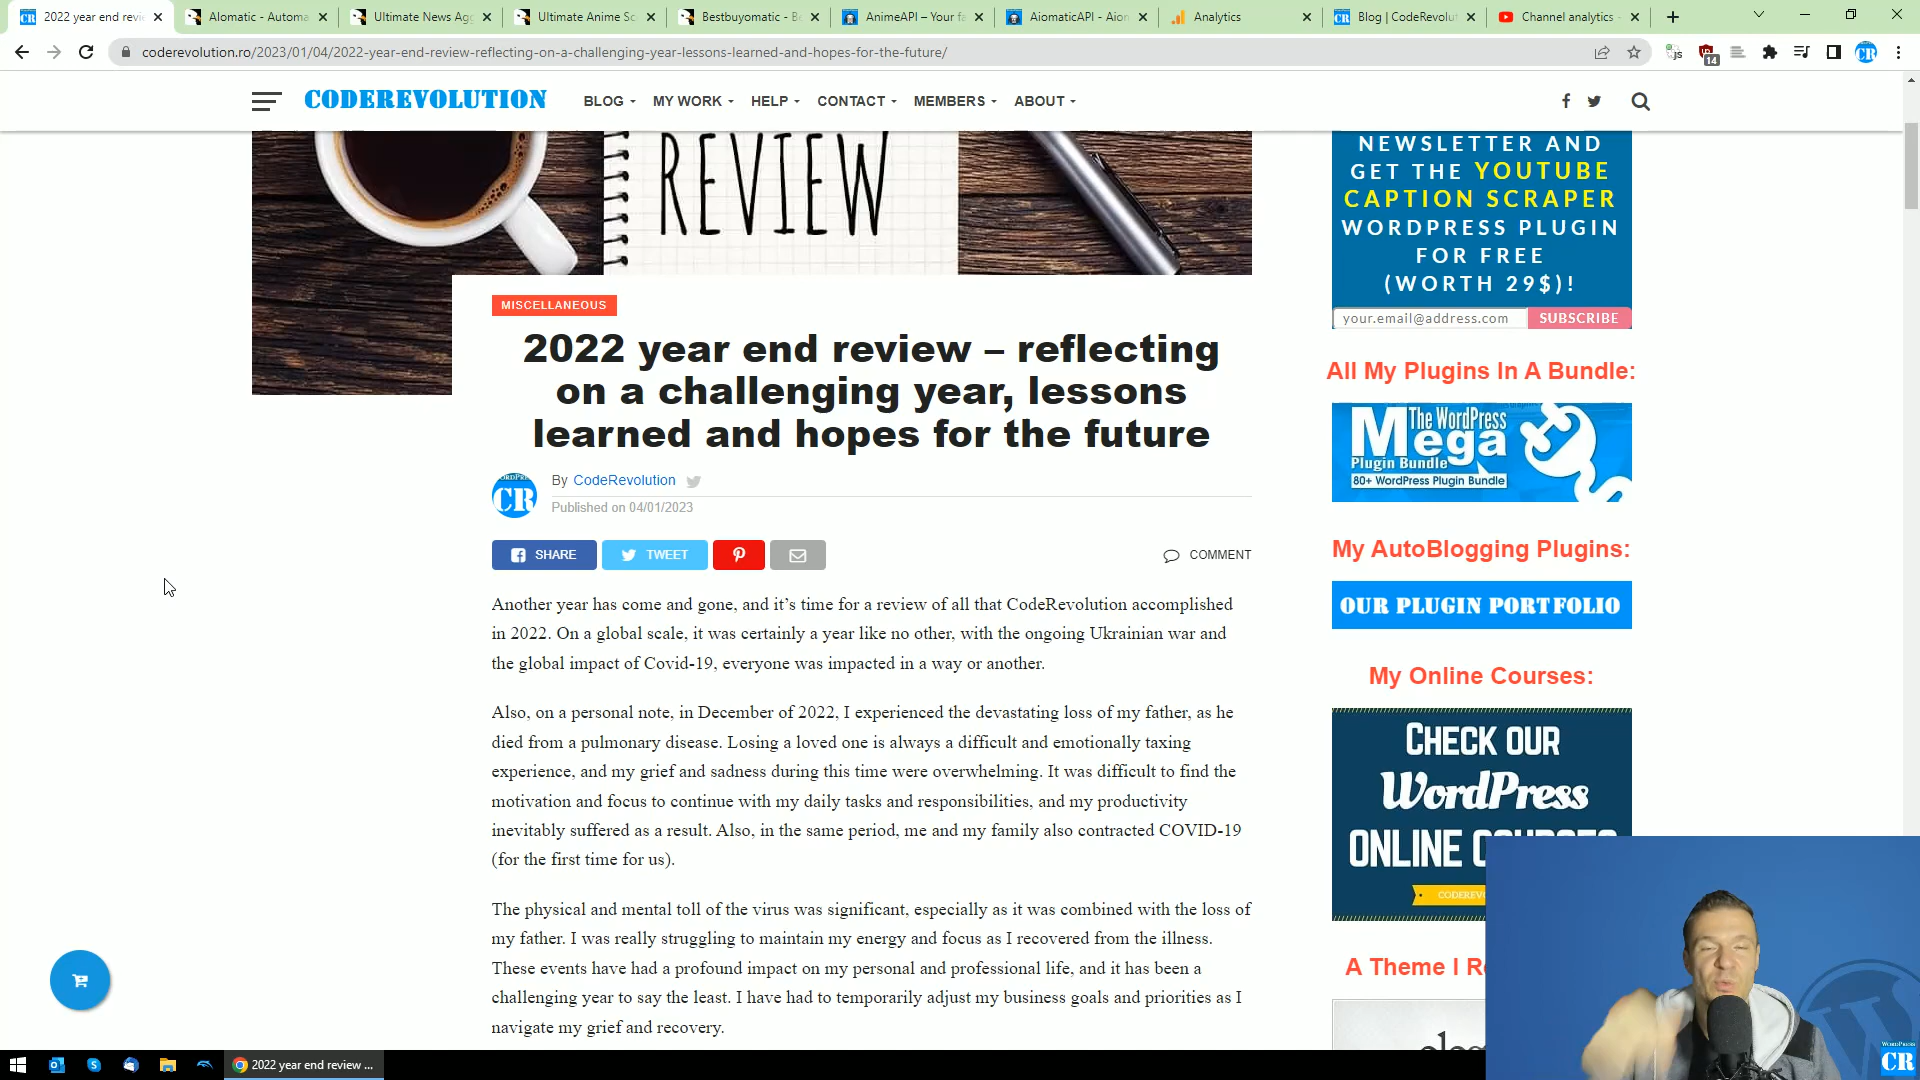 2022 year end revi
Alomatic - Automa
Ultimate News Agg
Ultimate Anime Sc
Bestbuyomatic - Be
AnimeAPI – Your fa
AiomaticAPI - Aion
Analytics
Blog | CodeRevolut
Channel analytics -
coderevolution.ro/2023/01/04/2022-year-end-review-reflecting-on-a-challenging-year-lessons-learned-and-hopes-for-the-future/
JS
14
CR
CODEREVOLUTION
BLOG
MY WORK
HELP
CONTACT
MEMBERS
ABOUT
REVIEW
MISCELLANEOUS
2022 year end review – reflecting
on a challenging year, lessons
learned and hopes for the future
CR
By CodeRevolution
Published on 04/01/2023
SHARE
TWEET
COMMENT
Another year has come and gone, and it's time for a review of all that CodeRevolution accomplished
in 2022. On a global scale, it was certainly a year like no other, with the ongoing Ukrainian war and
the global impact of Covid-19, everyone was impacted in a way or another.
Also, on a personal note, in December of 2022, I experienced the devastating loss of my father, as he
died from a pulmonary disease. Losing a loved one is always a difficult and emotionally taxing
experience, and my grief and sadness during this time were overwhelming. It was difficult to find the
motivation and focus to continue with my daily tasks and responsibilities, and my productivity
inevitably suffered as a result. Also, in the same period, me and my family also contracted COVID-19
(for the first time for us).
The physical and mental toll of the virus was significant, especially as it was combined with the loss of
my father. I was really struggling to maintain my energy and focus as I recovered from the illness.
These events have had a profound impact on my personal and professional life, and it has been a
challenging year to say the least. I have had to temporarily adjust my business goals and priorities as I
navigate my grief and recovery.
NEWSLETTER AND
GET THE YOUTUBE
CAPTION SCRAPER
WORDPRESS PLUGIN
FOR FREE
(WORTH 29$)!
your.email@address.com
SUBSCRIBE
All My Plugins In A Bundle:
The WordPress
Mega
Plugin Bundle
80+ WordPress Plugin Bundle
My AutoBlogging Plugins:
OUR PLUGIN PORTFOLIO
My Online Courses:
CHECK OUR
WordPress
ONLINE COURSES
CODEREV
A Theme I R
eleg
WORDPRESS
CR
2022 year end review ...